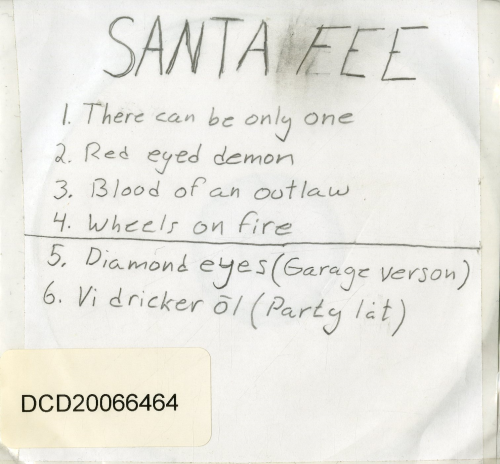 SANTA FEE
1. There can be only one
2. Red eyed demon
3. Blood of an outlaw
4. Wheels on fire
5. Diamond eyes (Garage verson)
6. Vi dricker öl (Party låt)
DCD20066464